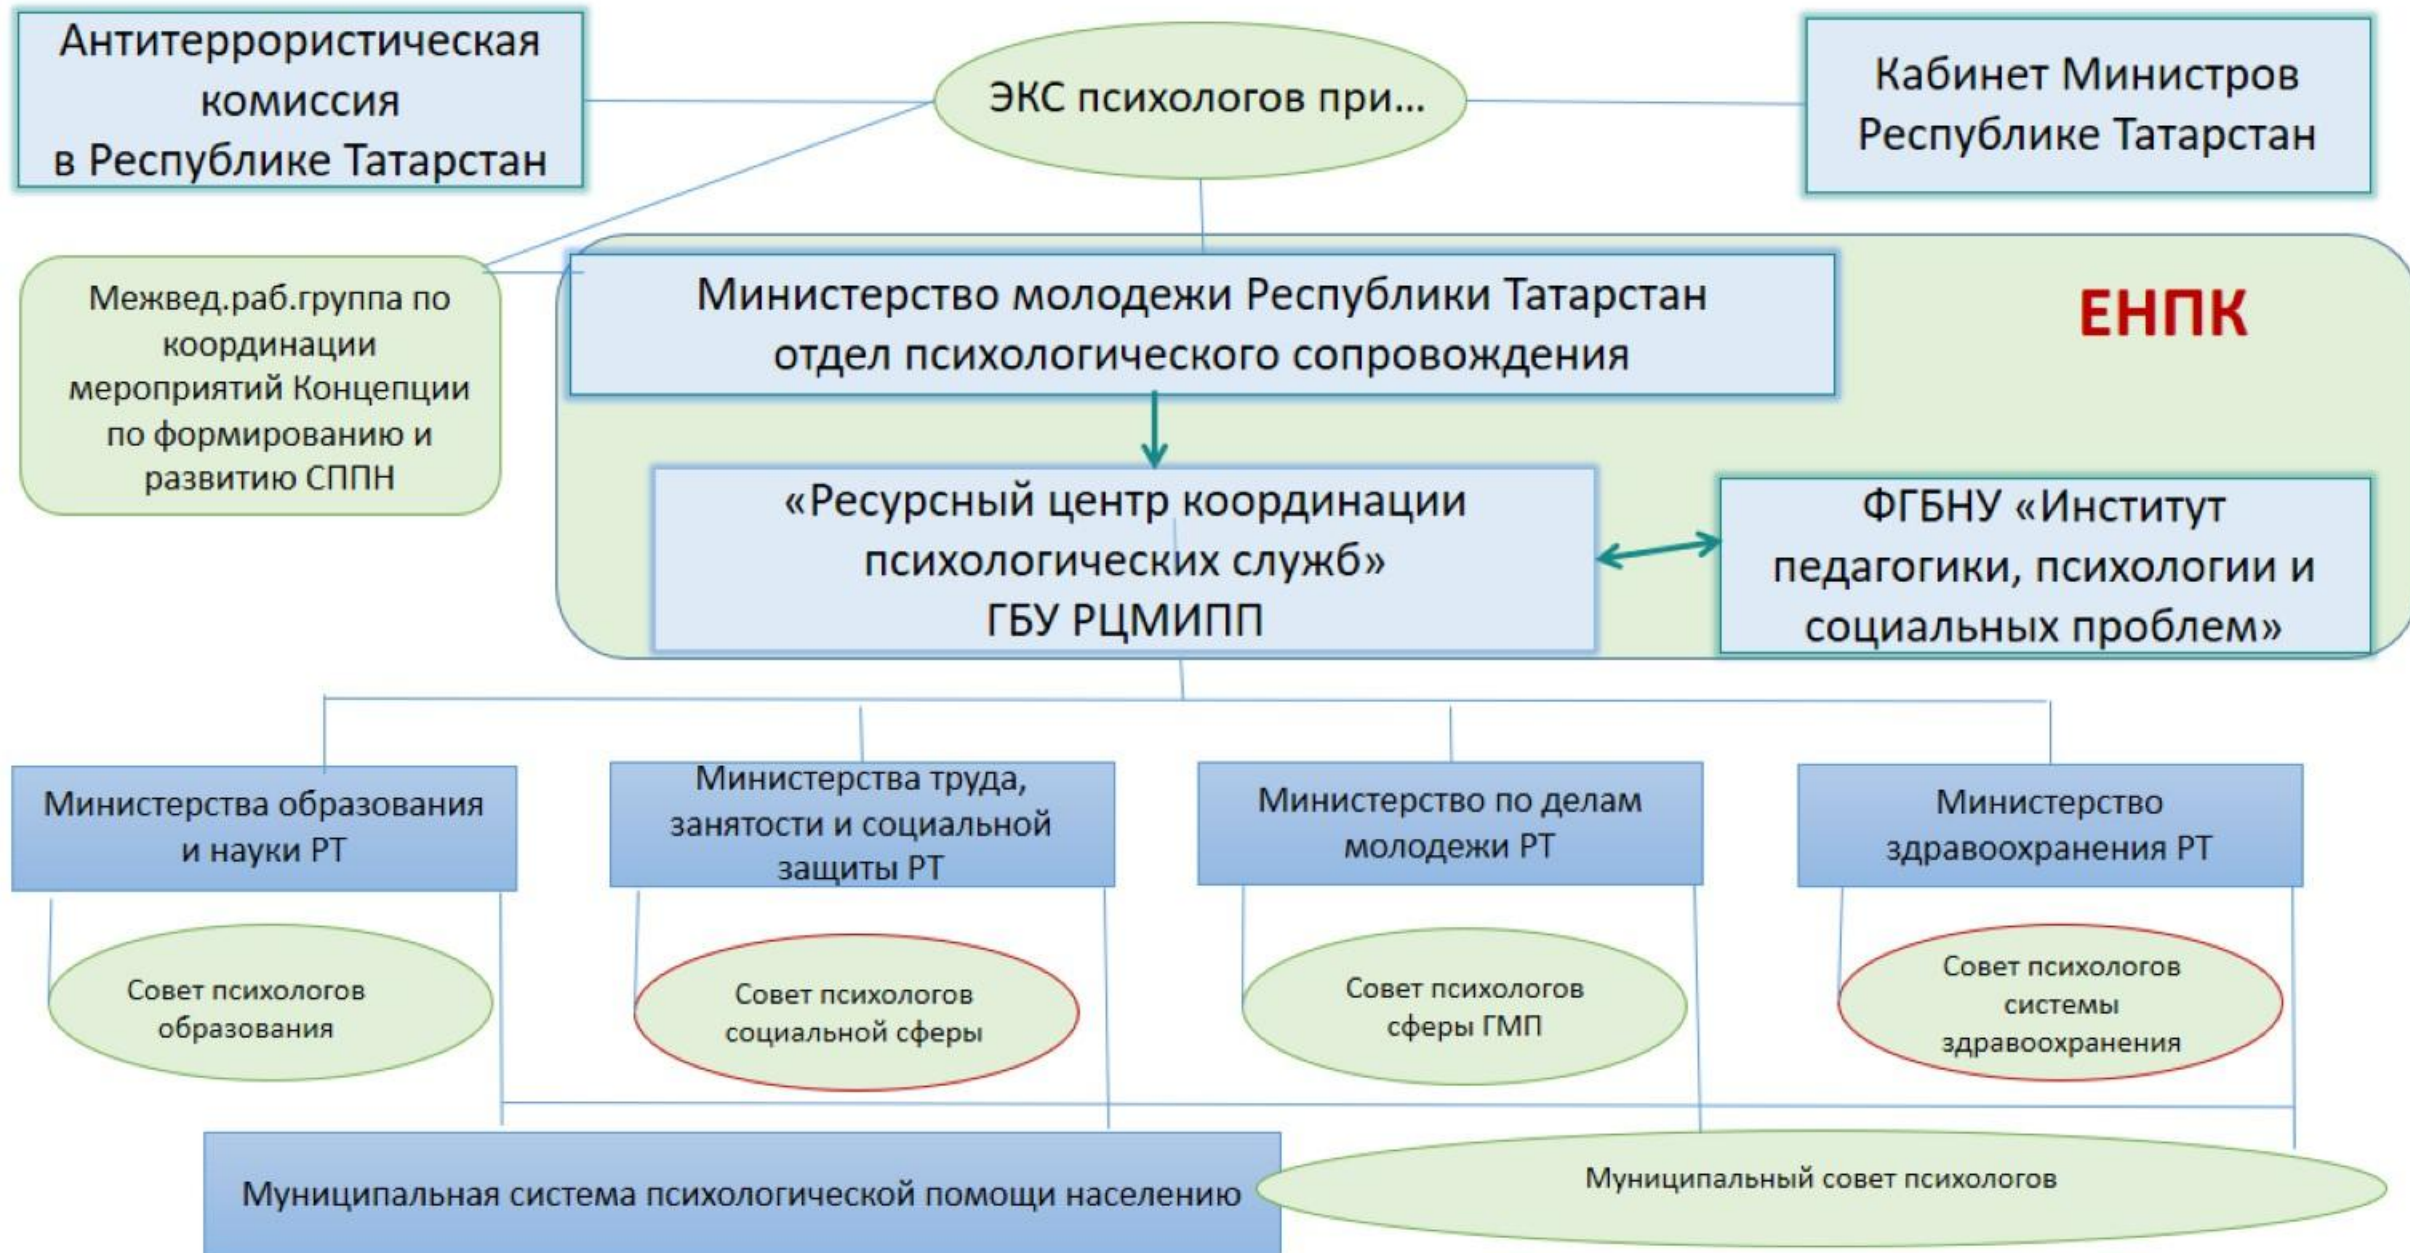 Антитеррористическая
комиссия
в Республике Татарстан
ЭКС психологов при...
Кабинет Министров
Республике Татарстан
Межвед.раб.группа по
координации
мероприятий Концепции
по формированию и
развитию СППН
Министерство молодежи Республики Татарстан
отдел психологического сопровождения
ЕНПК
«Ресурсный центр координации
психологических служб»
ГБУ РЦМИПП
ФГБНУ «Институт
педагогики, психологии и
социальных проблем»
Министерства образования
и науки РТ
Министерства труда,
занятости и социальной
защиты РТ
Министерство по делам
молодежи РТ
Министерство
здравоохранения РТ
Совет психологов
образования
Совет психологов
социальной сферы
Совет психологов
сферы ГМП
Совет психологов
системы
здравоохранения
Муниципальная система психологической помощи населению
Муниципальный совет психологов